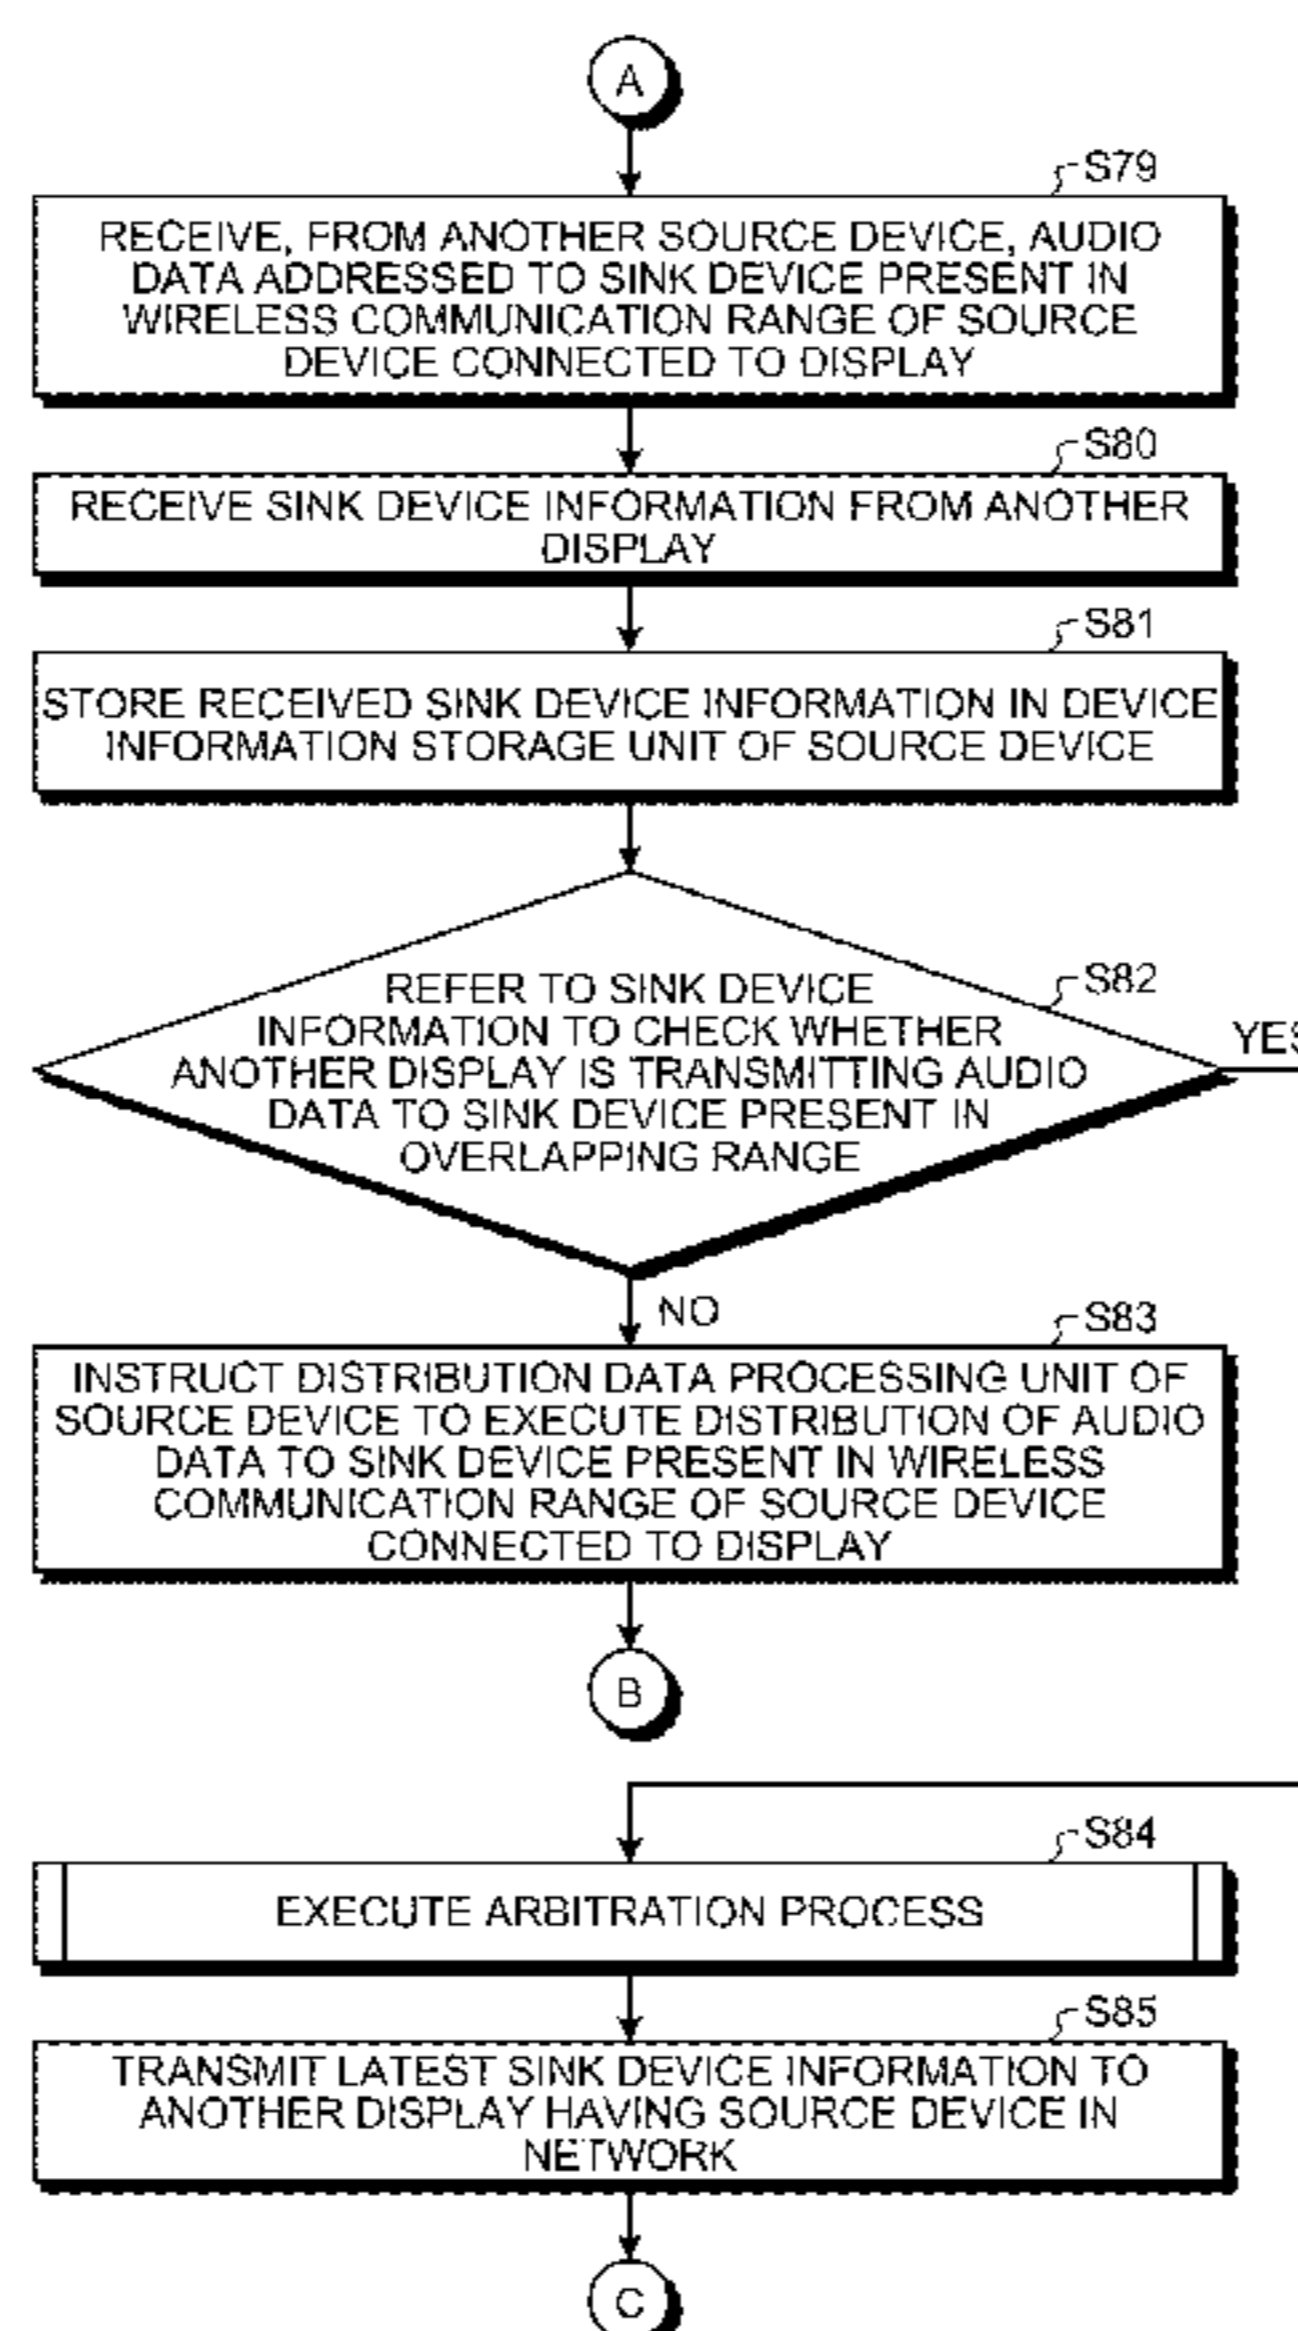 A
S79
RECEIVE, FROM ANOTHER SOURCE DEVICE, AUDIO
DATA ADDRESSED TO SINK DEVICE PRESENT IN
WIRELESS COMMUNICATION RANGE OF SOURCE
DEVICE CONNECTED TO DISPLAY
S80
RECEIVE SINK DEVICE INFORMATION FROM ANOTHER
DISPLAY
S81
STORE RECEIVED SINK DEVICE INFORMATION IN DEVICE
INFORMATION STORAGE UNIT OF SOURCE DEVICE
S82
REFER TO SINK DEVICE
INFORMATION TO CHECK WHETHER
ANOTHER DISPLAY IS TRANSMITTING AUDIO
DATA TO SINK DEVICE PRESENT IN
OVERLAPPING RANGE
YES
NO
S83
INSTRUCT DISTRIBUTION DATA PROCESSING UNIT OF
SOURCE DEVICE TO EXECUTE DISTRIBUTION OF AUDIO
DATA TO SINK DEVICE PRESENT IN WIRELESS
COMMUNICATION RANGE OF SOURCE DEVICE
CONNECTED TO DISPLAY
B
S84
EXECUTE ARBITRATION PROCESS
S85
TRANSMIT LATEST SINK DEVICE INFORMATION TO
ANOTHER DISPLAY HAVING SOURCE DEVICE IN
NETWORK
C